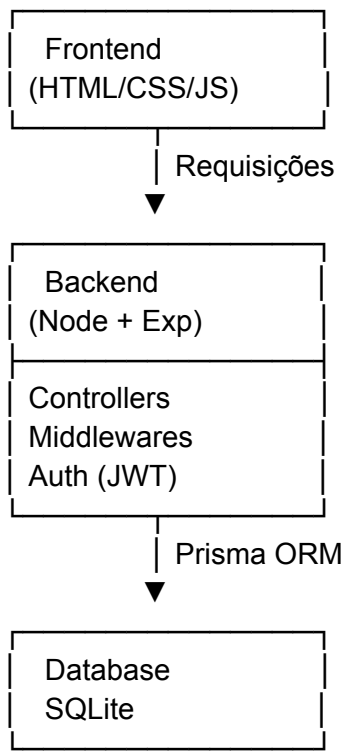 Frontend
(HTML/CSS/JS)
Requisições
Backend
(Node + Exp)
Controllers
Middlewares
Auth (JWT)
Prisma ORM
Database
SQLite